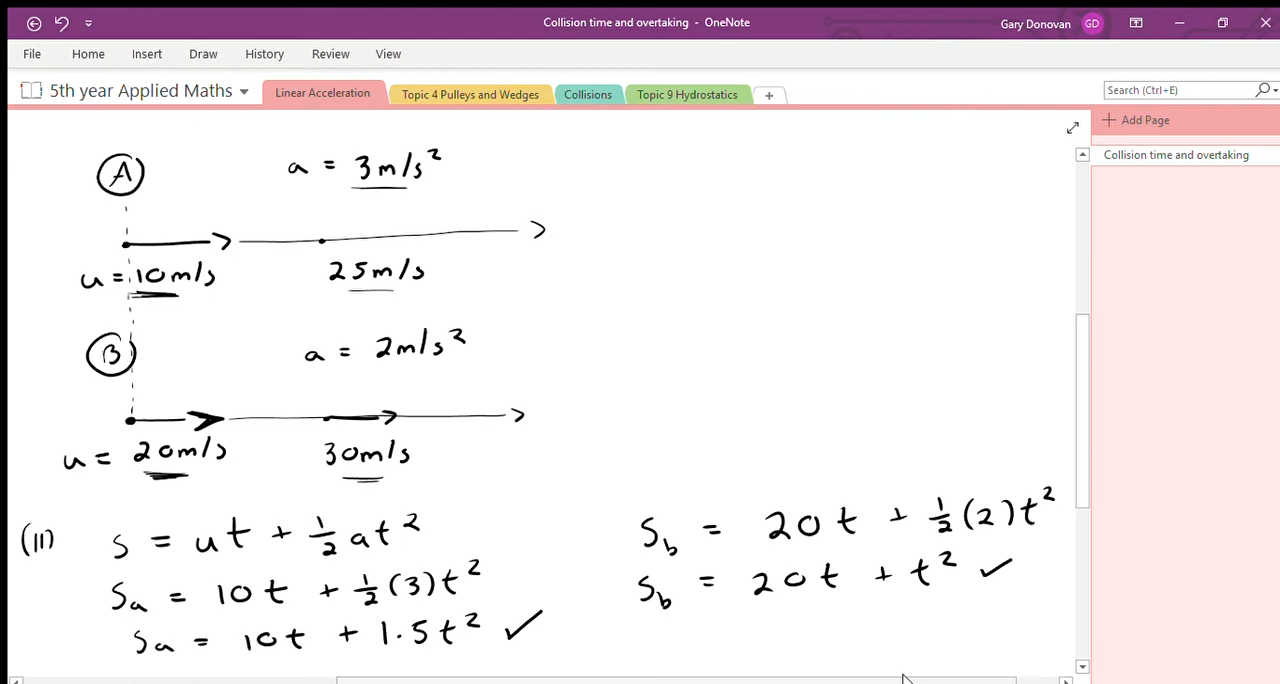 Collision time and overtaking - OneNote
Gary Donovan GD
File Home Insert Draw History Review View
5th year Applied Maths Linear Acceleration Topic 4 Pulleys and Wedges Collisions Topic 9 Hydrostatics + Search (Ctrl+E)
+ Add Page
Collision time and overtaking
A a = 3m/s²
u = 10m/s 25m/s
B a = 2m/s²
u = 20m/s 30m/s
(II) s = ut + ½at²
Sa = 10t + ½(3)t²
Sa = 10t + 1.5t² ✓
Sb = 20t + ½(2)t²
Sb = 20t + t² ✓